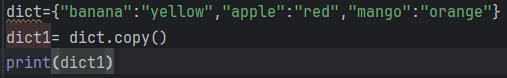 dict={"banana":"yellow","apple":"red","mango":"orange"}
dict1= dict.copy()
print(dict1)